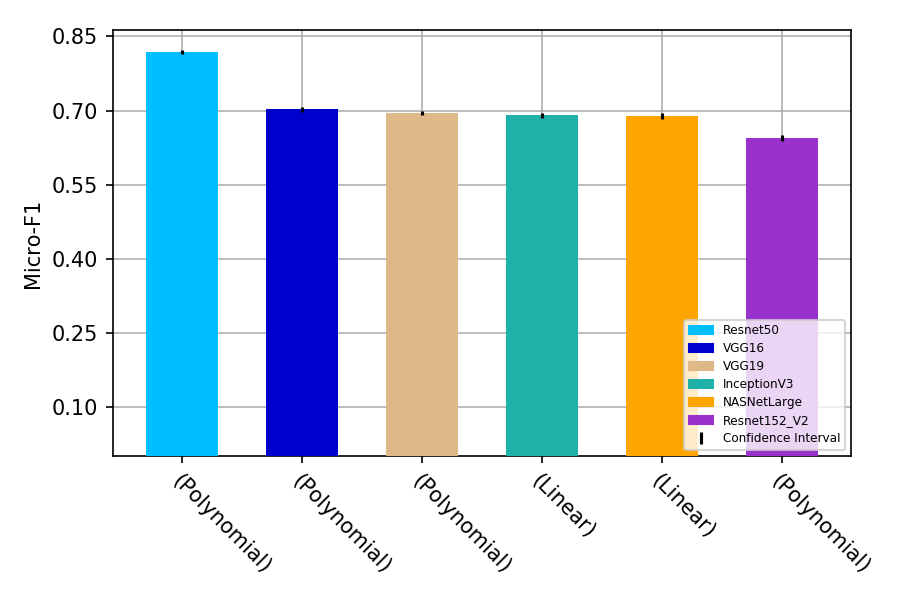 0.85
0.70
0.55
0.40
0.25
0.10
Micro-F1
Resnet50
VGG16
VGG19
InceptionV3
NASNetLarge
Resnet152_V2
Confidence Interval
(Polynomial)
(Polynomial)
(Polynomial)
(Linear)
(Linear)
(Polynomial)